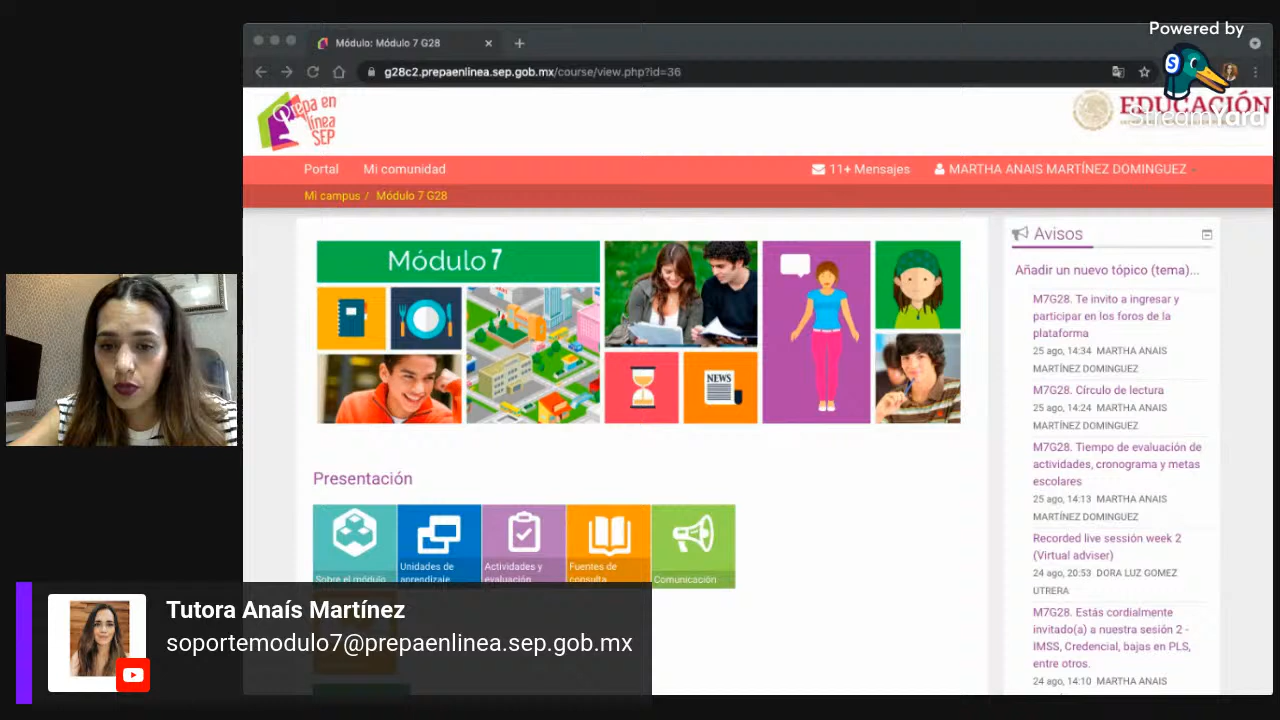 Powered by
StreamYard
Módulo: Módulo 7 G28
g28c2.prepaenlinea.sep.gob.mx/course/view.php?id=36
Prepa en
línea
SEP
EDUCACIÓN
Portal
Mi comunidad
11+ Mensajes
MARTHA ANAIS MARTÍNEZ DOMINGUEZ
Mi campus / Módulo 7 G28
Módulo 7
NEWS
Presentación
Sobre el módulo
Unidades de
aprendizaje
Actividades y
evaluación
Fuentes de
consulta
Comunicación
Avisos
Añadir un nuevo tópico (tema)...
M7G28. Te invito a ingresar y
participar en los foros de la
plataforma
25 ago, 14:34 MARTHA ANAIS
MARTÍNEZ DOMINGUEZ
M7G28. Círculo de lectura
25 ago, 14:24 MARTHA ANAIS
MARTÍNEZ DOMINGUEZ
M7G28. Tiempo de evaluación de
actividades, cronograma y metas
escolares
25 ago, 14:13 MARTHA ANAIS
MARTÍNEZ DOMINGUEZ
Recorded live sessión week 2
(Virtual adviser)
24 ago, 20:53 DORA LUZ GOMEZ
UTRERA
M7G28. Estás cordialmente
invitado(a) a nuestra sesión 2 -
IMSS, Credencial, bajas en PLS,
entre otros.
24 ago, 14:10 MARTHA ANAIS
Tutora Anaís Martínez
soportemodulo7@prepaenlinea.sep.gob.mx